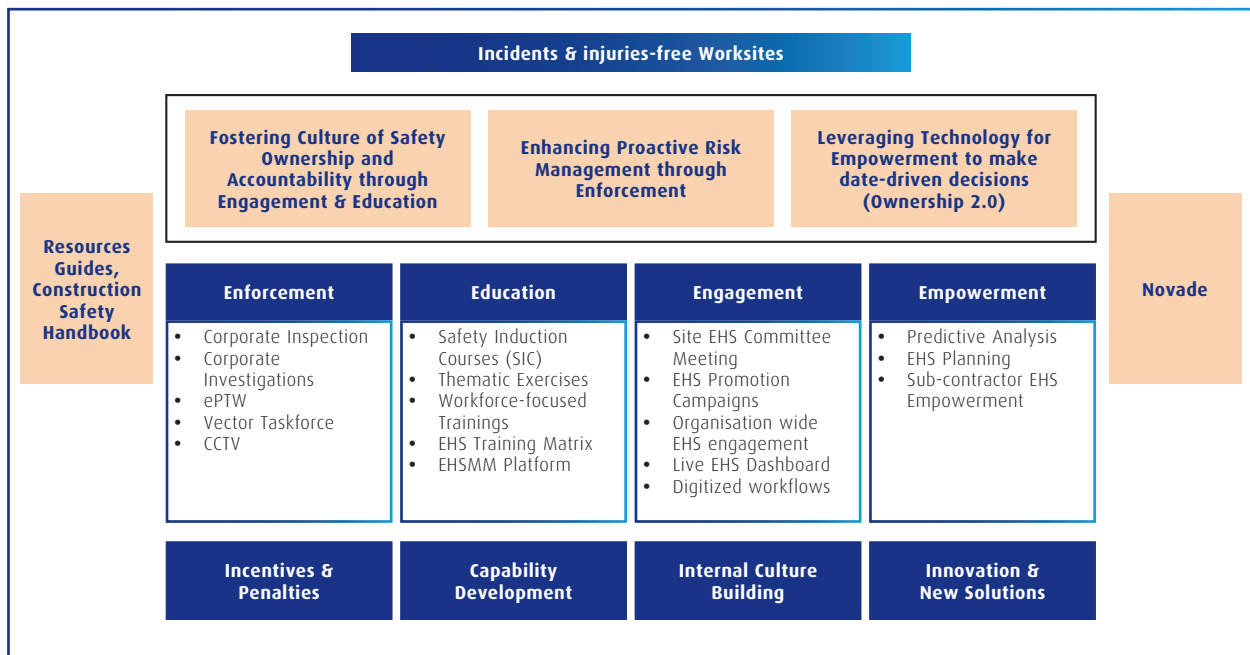 Incidents & injuries-free Worksites
Fostering Culture of Safety
Ownership and
Accountability through
Engagement & Education
Enhancing Proactive Risk
Management through
Enforcement
Leveraging Technology for
Empowerment to make
date-driven decisions
(Ownership 2.0)
Resources
Guides,
Construction
Safety
Handbook
Novade
Enforcement
• Corporate Inspection
• Corporate
Investigations
• ePTW
• Vector Taskforce
• CCTV
Education
• Safety Induction
Courses (SIC)
• Thematic Exercises
• Workforce-focused
Trainings
• EHS Training Matrix
• EHSMM Platform
Engagement
• Site EHS Committee
Meeting
• EHS Promotion
Campaigns
• Organisation wide
EHS engagement
• Live EHS Dashboard
• Digitized workflows
Empowerment
• Predictive Analysis
• EHS Planning
• Sub-contractor EHS
Empowerment
Incentives &
Penalties
Capability
Development
Internal Culture
Building
Innovation &
New Solutions